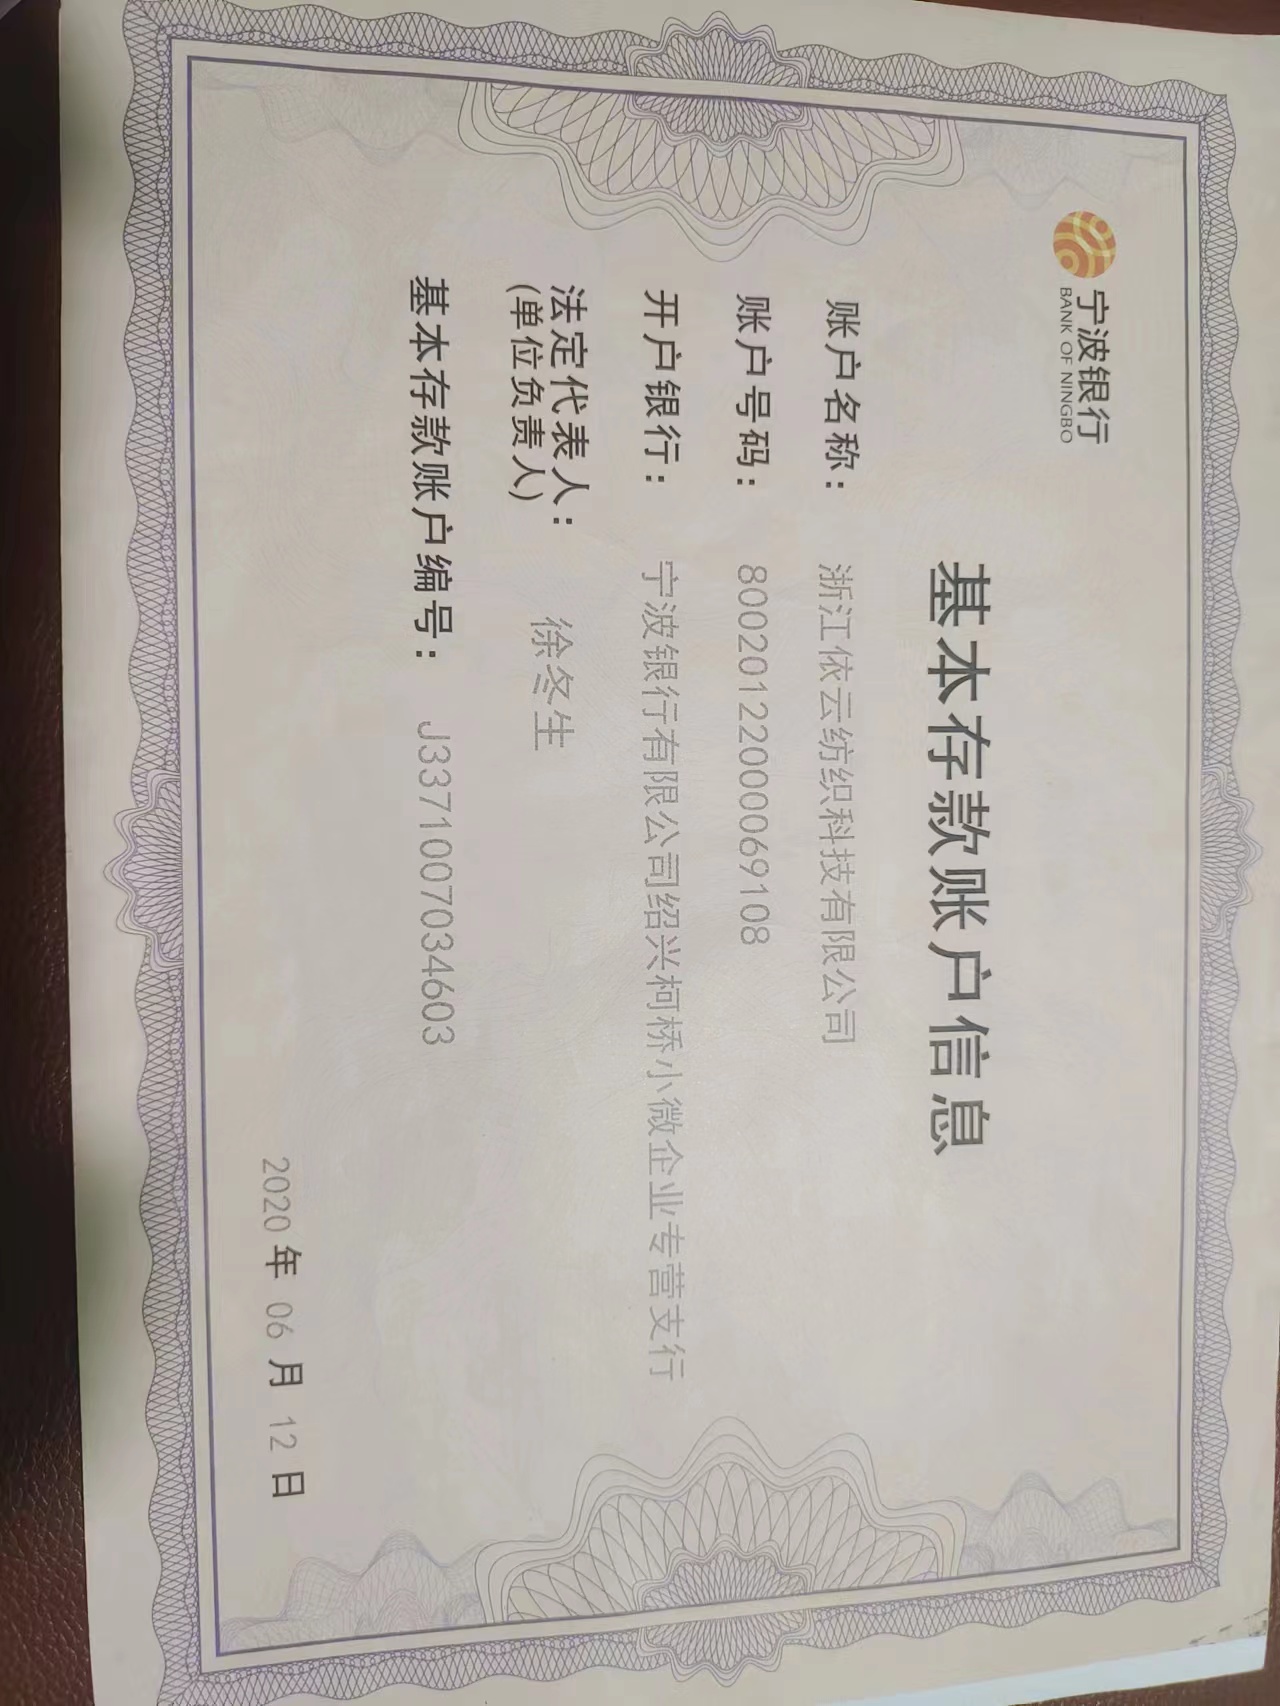 宁波银行
BANK OF NINGBO
基本存款账户信息
账户名称: 浙江依云纺织科技有限公司
账户号码: 80020122000069108
开户银行: 宁波银行有限公司绍兴柯桥小微企业专营支行
法定代表人: 徐冬生
(单位负责人)
基本存款账户编号: J3371007034603
2020 年 06 月 12 日